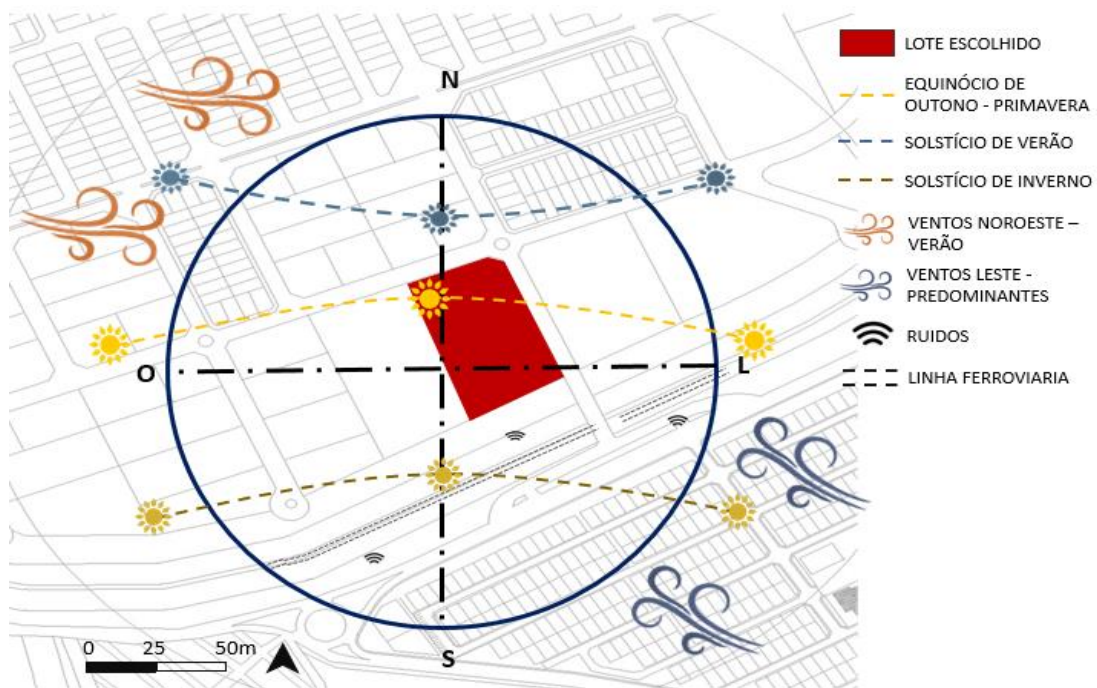 N
O
L
S
0 25 50m
LOTE ESCOLHIDO
EQUINÓCIO DE
OUTONO - PRIMAVERA
SOLSTÍCIO DE VERÃO
SOLSTÍCIO DE INVERNO
VENTOS NOROESTE –
VERÃO
VENTOS LESTE -
PREDOMINANTES
RUIDOS
LINHA FERROVIARIA